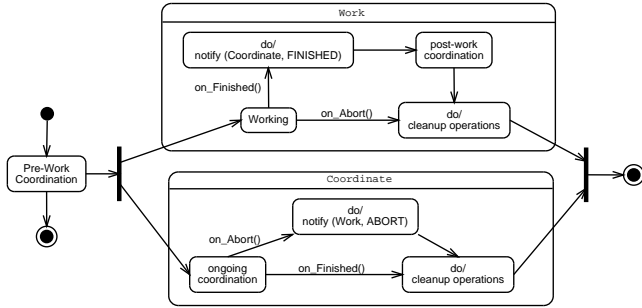 Work
do/
notify (Coordinate, FINISHED)
post-work
coordination
on_Finished()
Working
on_Abort()
do/
cleanup operations
Pre-Work
Coordination
Coordinate
do/
notify (Work, ABORT)
on_Abort()
ongoing
coordination
on_Finished()
do/
cleanup operations